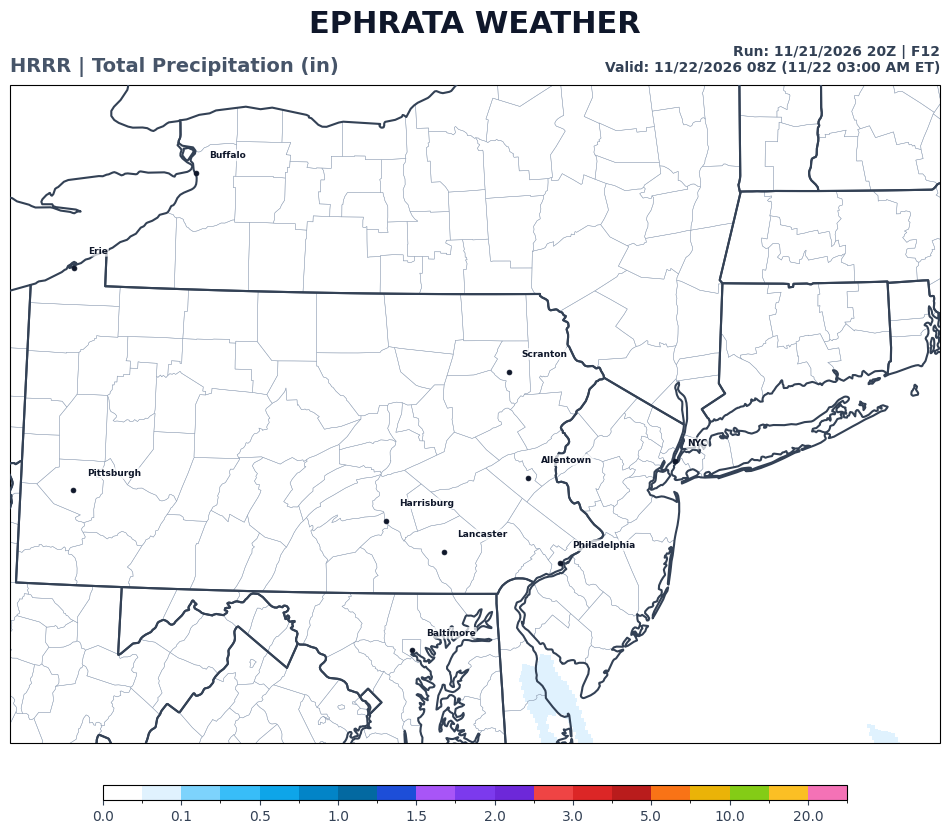 EPHRATA WEATHER
HRRR | Total Precipitation (in)
Run: 11/21/2026 20Z | F12
Valid: 11/22/2026 08Z (11/22 03:00 AM ET)
Buffalo
Erie
Scranton
NYC
Allentown
Pittsburgh
Harrisburg
Lancaster
Philadelphia
Baltimore
0.0 0.1 0.5 1.0 1.5 2.0 3.0 5.0 10.0 20.0